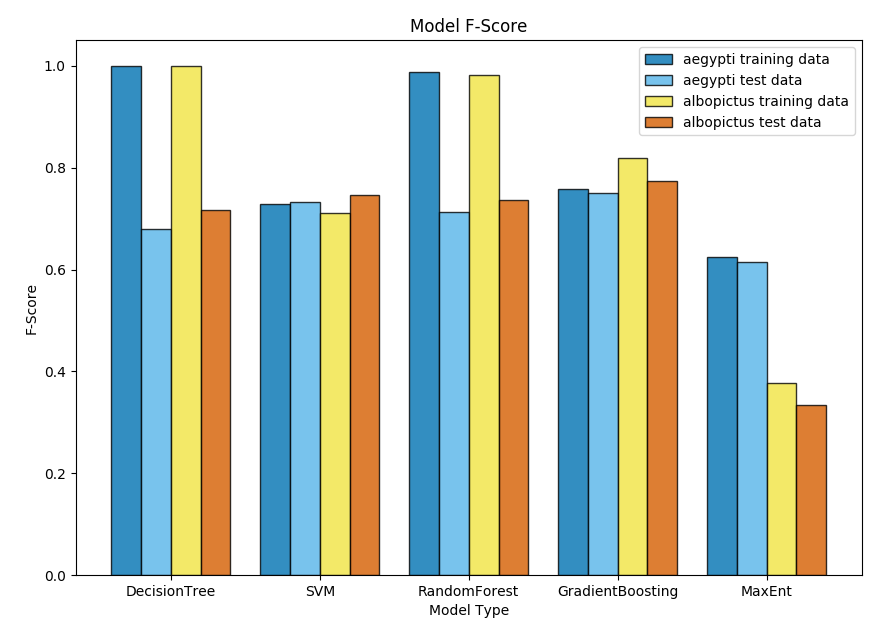 Model F-Score
aegypti training data
aegypti test data
albopictus training data
albopictus test data
F-Score
1.0
0.8
0.6
0.4
0.2
0.0
DecisionTree
SVM
RandomForest
GradientBoosting
MaxEnt
Model Type